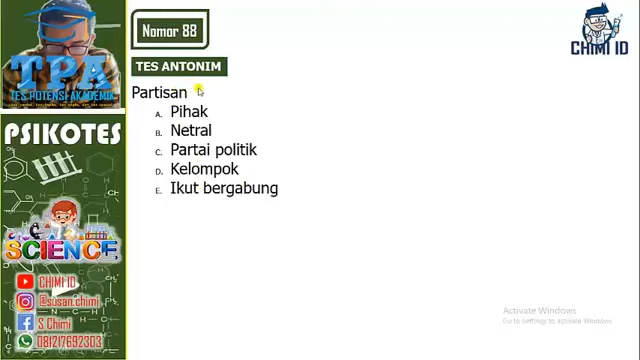 Nomor 88
CHIMI ID
TPA
TES POTENSI AKADEMIK
TES ANTONIM
Partisan
A. Pihak
B. Netral
C. Partai politik
D. Kelompok
E. Ikut bergabung
PSIKOTES
SCIENCE
CHIMI ID
@susan.chimi
S Chimi
081217692303
Activate Windows
Go to Settings to activate Windows.